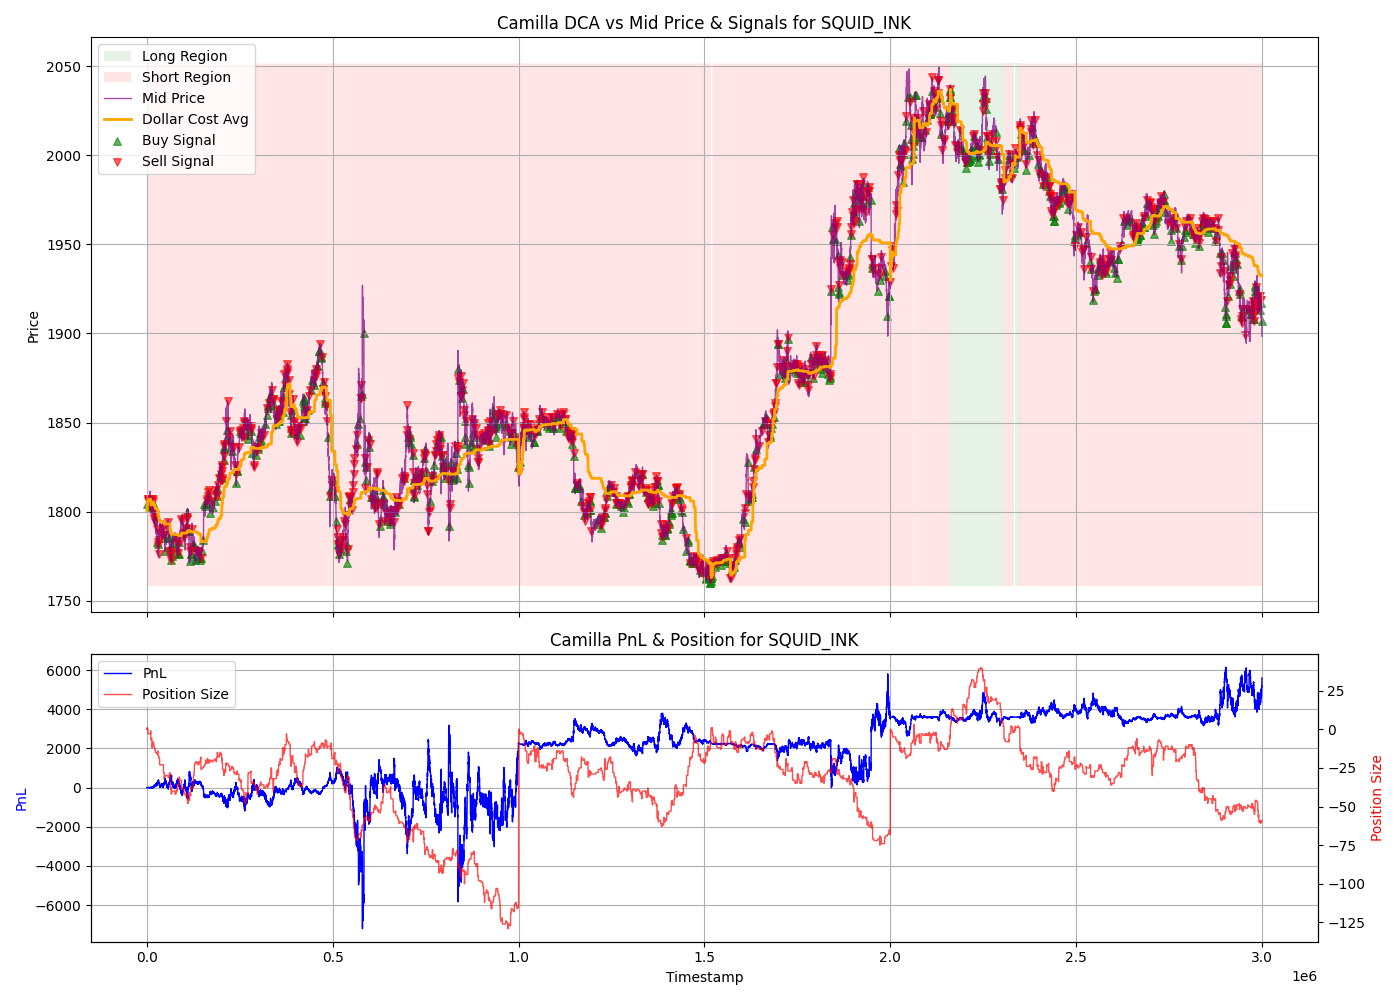 Camilla DCA vs Mid Price & Signals for SQUID_INK
Long Region
Short Region
Mid Price
Dollar Cost Avg
Buy Signal
Sell Signal
2050
2000
1950
1900
1850
1800
1750
Price
Camilla PnL & Position for SQUID_INK
PnL
Position Size
6000
4000
2000
0
−2000
−4000
−6000
PnL
25
0
−25
−50
−75
−100
−125
Position Size
0.0
0.5
1.0
1.5
2.0
2.5
3.0
1e6
Timestamp